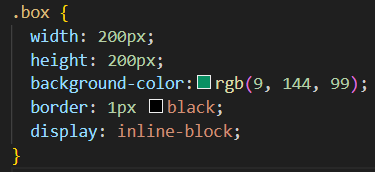 .box {
width: 200px;
height: 200px;
background-color:rgb(9, 144, 99);
border: 1px black;
display: inline-block;
}